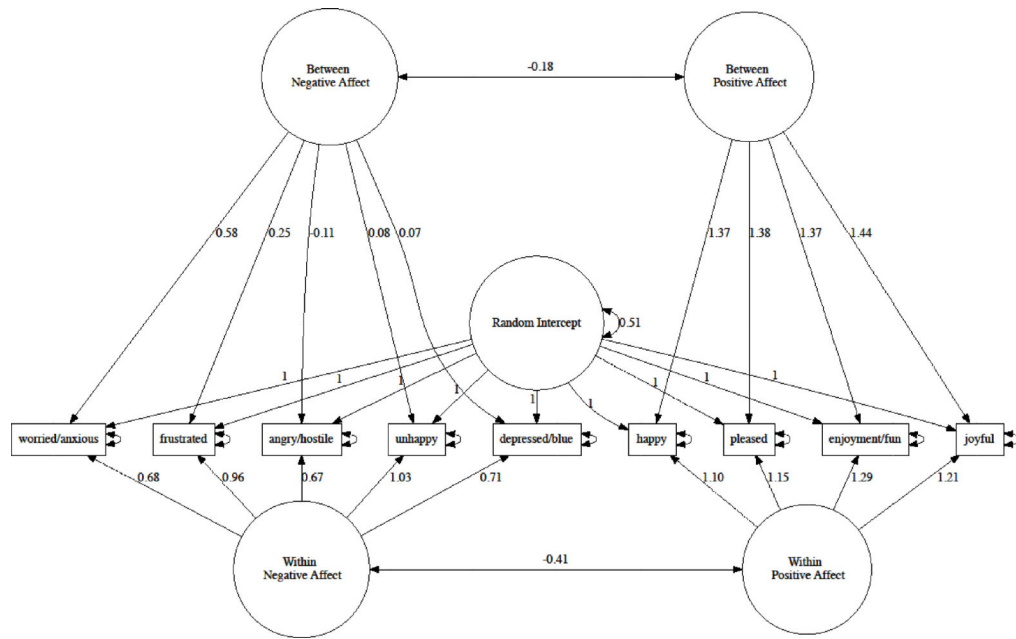 Between
Negative Affect
-0.18
Between
Positive Affect
0.58
0.25
-0.11
0.08
0.07
1.37
1.38
1.37
1.44
Random Intercept
0.51
1
1
1
1
1
1
1
1
1
worried/anxious
frustrated
angry/hostile
unhappy
depressed/blue
happy
pleased
enjoyment/fun
joyful
0.68
0.96
0.67
1.03
0.71
1.10
1.15
1.29
1.21
Within
Negative Affect
-0.41
Within
Positive Affect